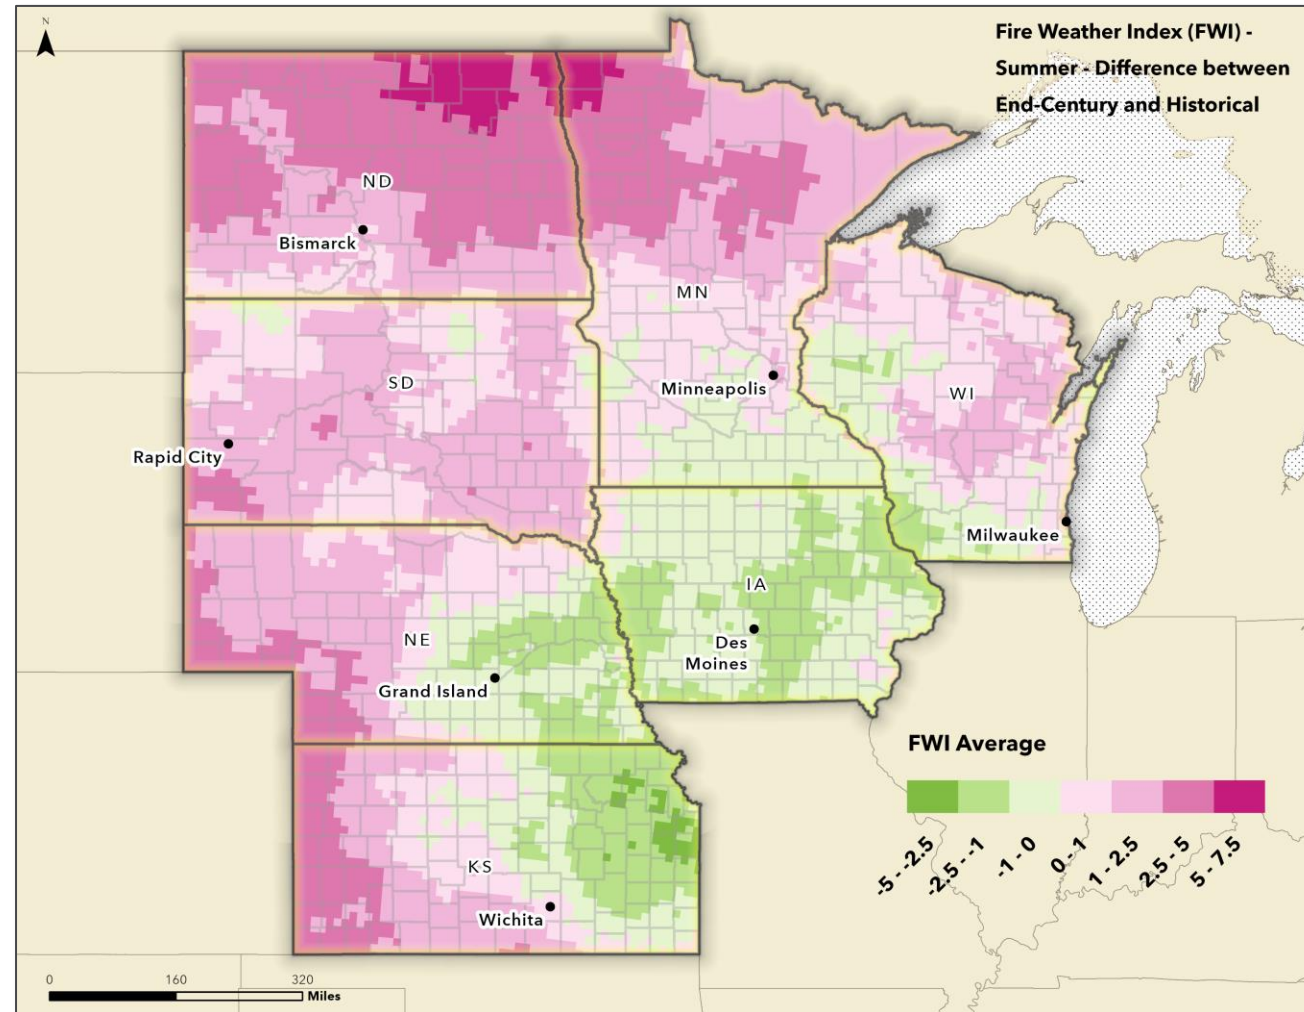 N
Fire Weather Index (FWI) -
Summer - Difference between
End-Century and Historical
ND
Bismarck
MN
SD
Minneapolis
WI
Rapid City
Milwaukee
IA
NE
Des
Moines
Grand Island
FWI Average
-5 - -2.5
-2.5 - -1
-1 - 0
0 - 1
1 - 2.5
2.5 - 5
5 - 7.5
KS
Wichita
0 160 320
Miles